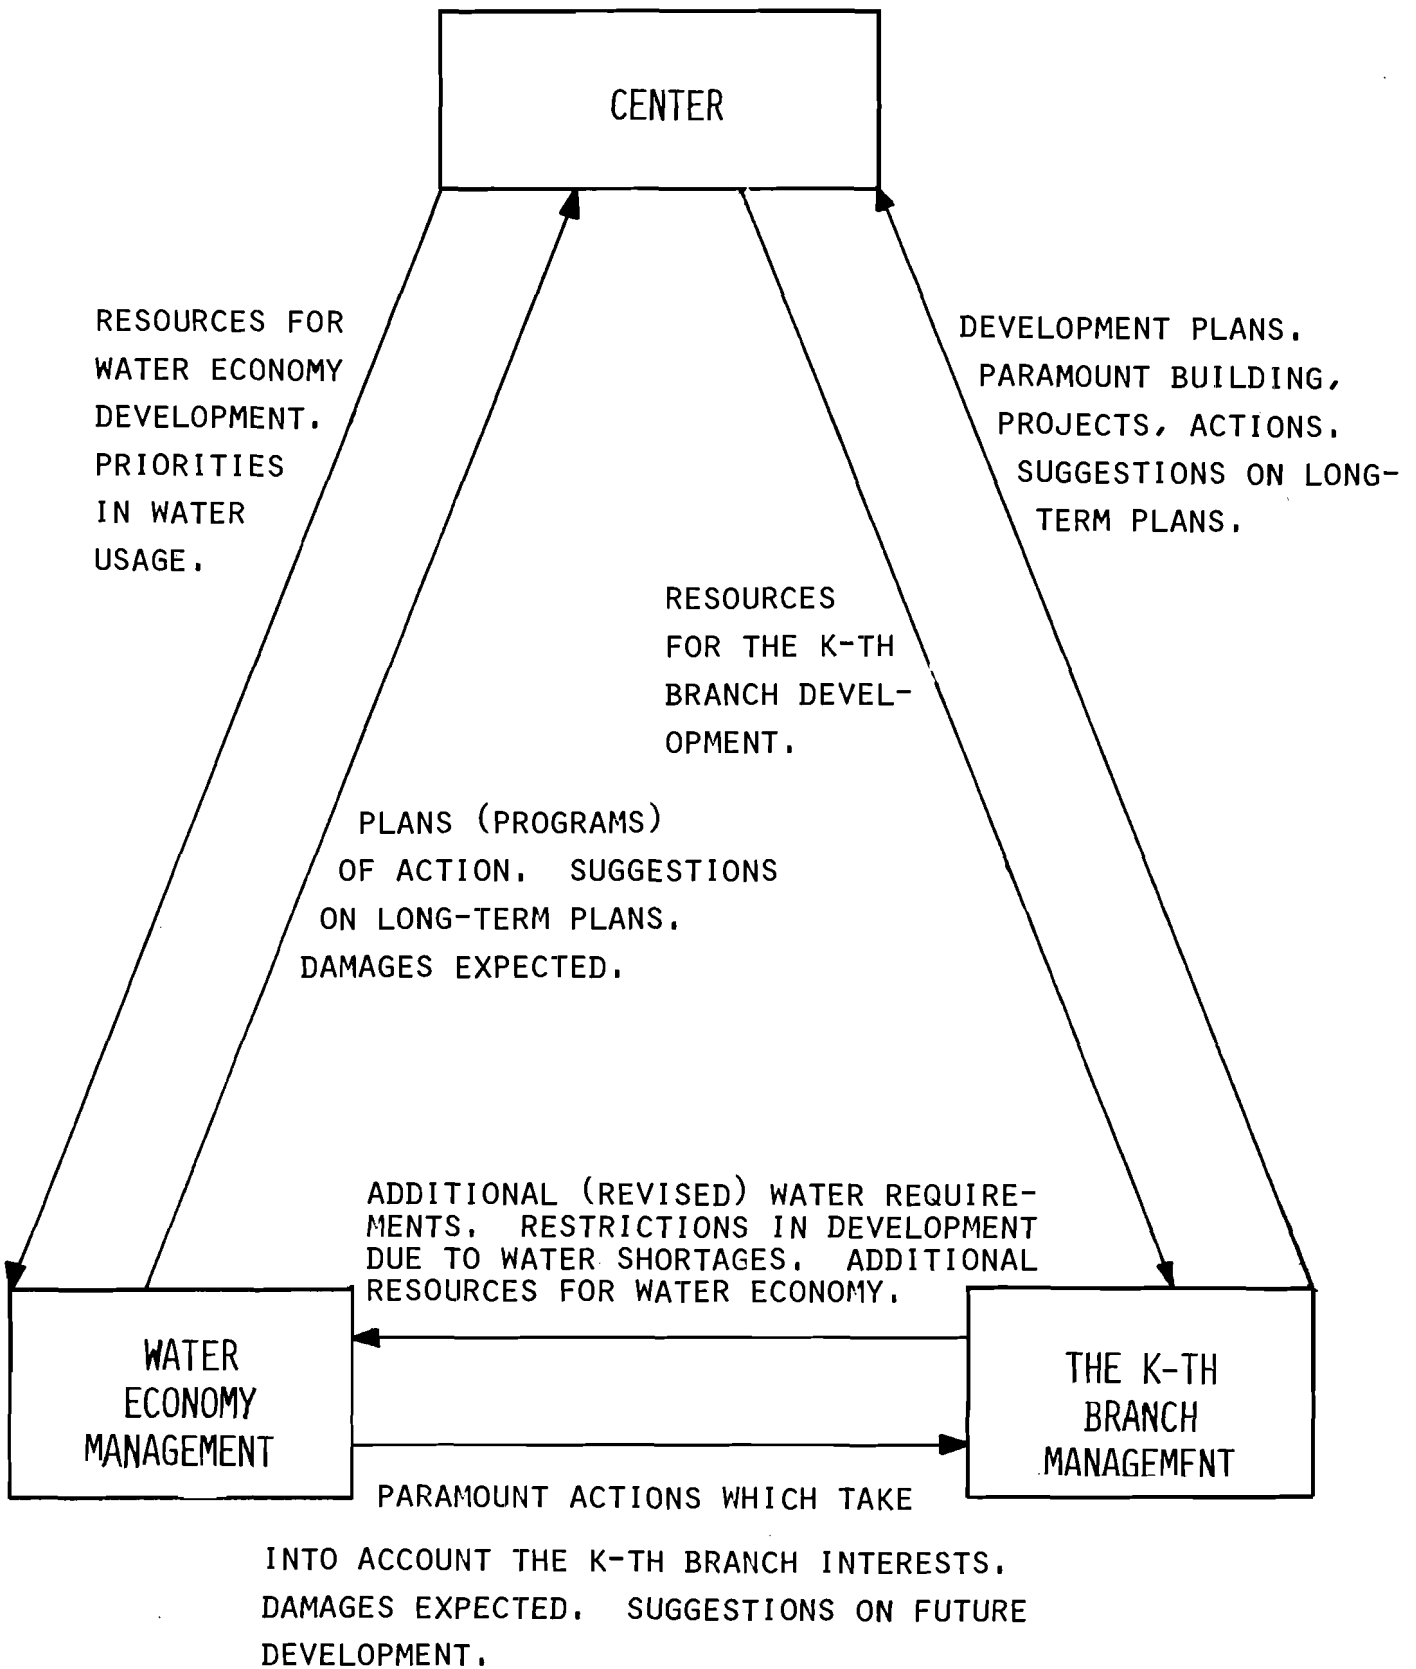 CENTER
RESOURCES FOR
WATER ECONOMY
DEVELOPMENT.
PRIORITIES
IN WATER
USAGE.
DEVELOPMENT PLANS.
PARAMOUNT BUILDING,
PROJECTS, ACTIONS.
SUGGESTIONS ON LONG-
TERM PLANS.
RESOURCES
FOR THE K-TH
BRANCH DEVEL-
OPMENT.
PLANS (PROGRAMS)
OF ACTION. SUGGESTIONS
ON LONG-TERM PLANS.
DAMAGES EXPECTED.
ADDITIONAL (REVISED) WATER REQUIRE-
MENTS. RESTRICTIONS IN DEVELOPMENT
DUE TO WATER SHORTAGES. ADDITIONAL
RESOURCES FOR WATER ECONOMY.
WATER
ECONOMY
MANAGEMENT
THE K-TH
BRANCH
MANAGEMENT
PARAMOUNT ACTIONS WHICH TAKE
INTO ACCOUNT THE K-TH BRANCH INTERESTS.
DAMAGES EXPECTED. SUGGESTIONS ON FUTURE
DEVELOPMENT.